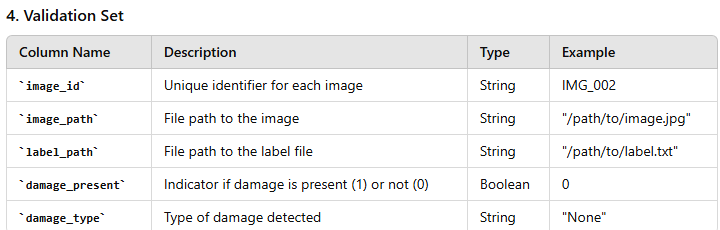 4. Validation Set
Column Name Description Type Example
`image_id` Unique identifier for each image String IMG_002
`image_path` File path to the image String "/path/to/image.jpg"
`label_path` File path to the label file String "/path/to/label.txt"
`damage_present` Indicator if damage is present (1) or not (0) Boolean 0
`damage_type` Type of damage detected String "None"